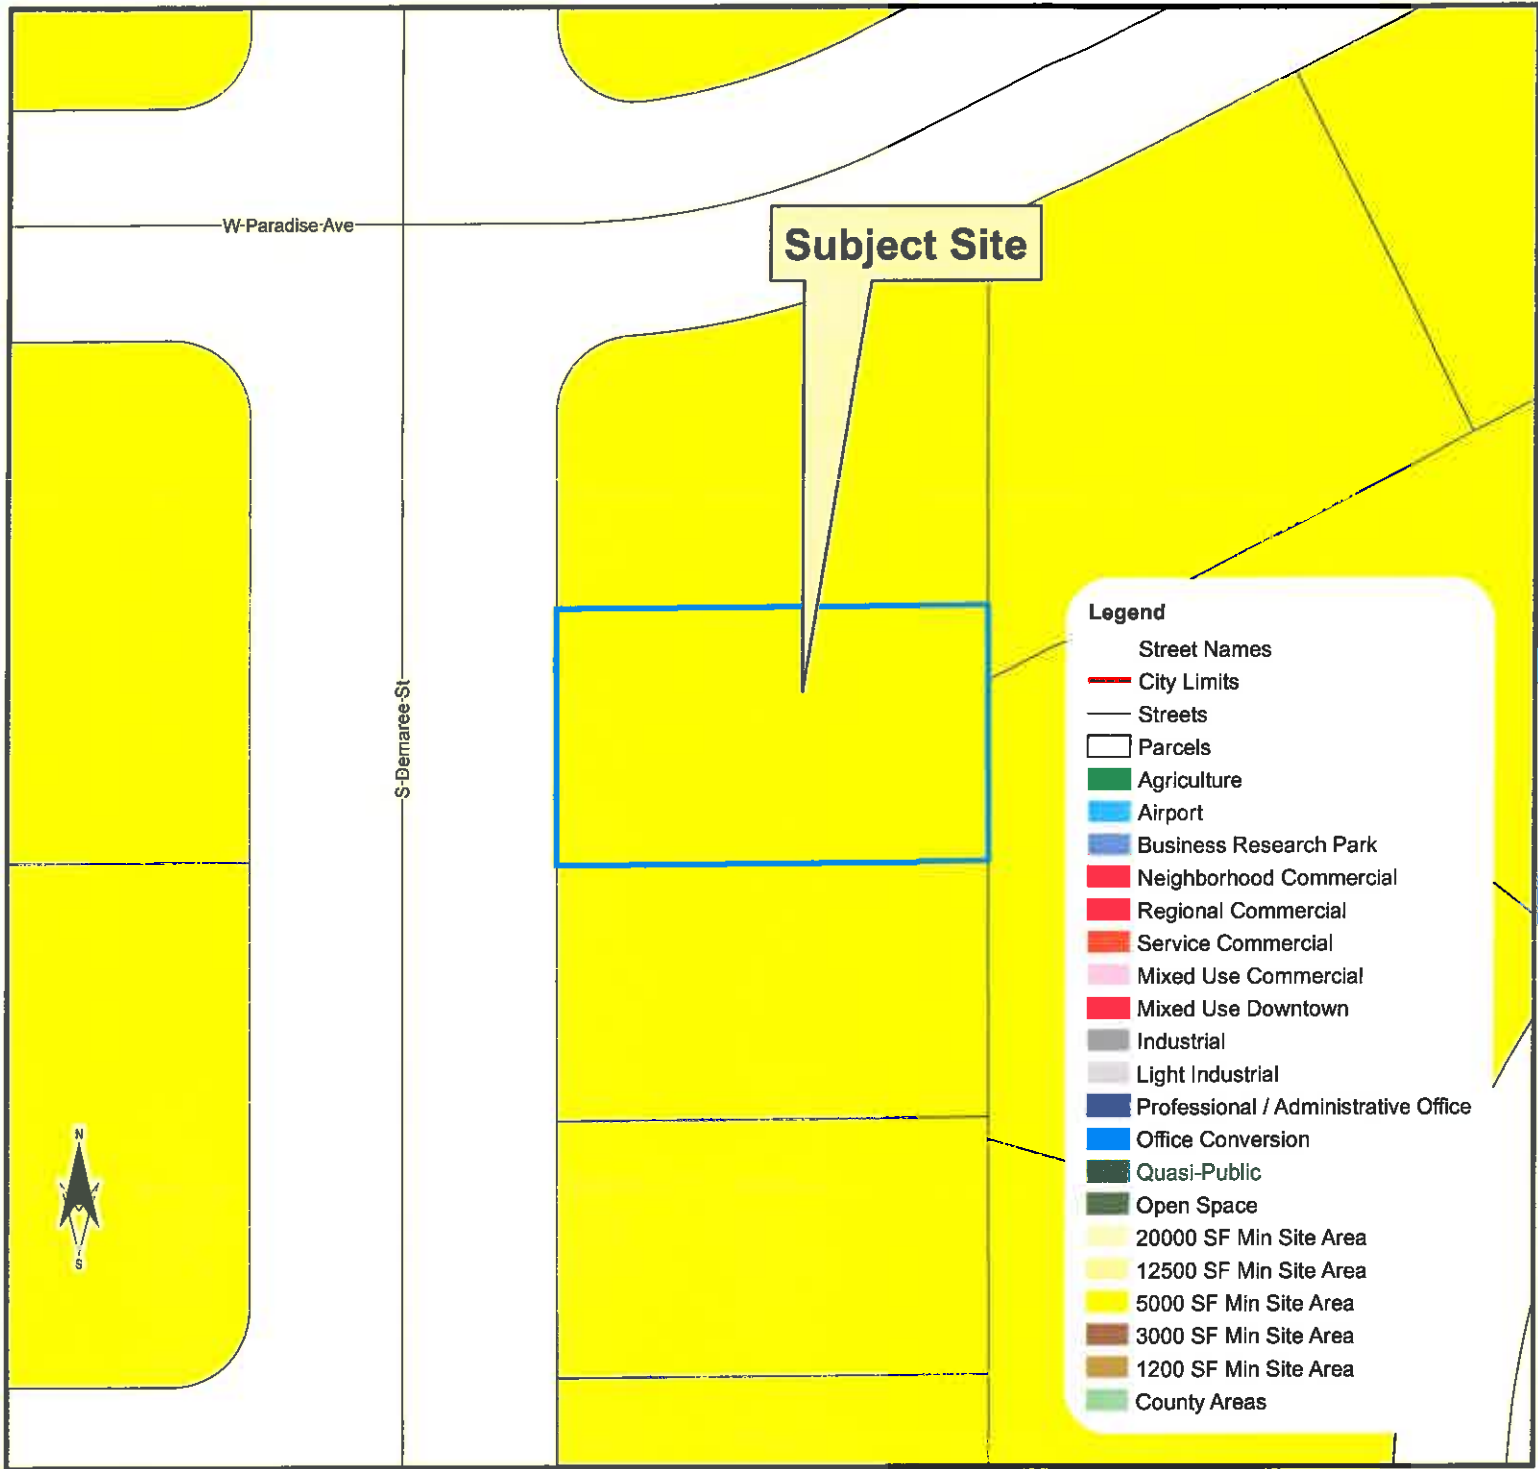 W Paradise Ave
Subject Site
S Demaree St
Legend
Street Names
City Limits
Streets
Parcels
Agriculture
Airport
Business Research Park
Neighborhood Commercial
Regional Commercial
Service Commercial
Mixed Use Commercial
Mixed Use Downtown
Industrial
Light Industrial
Professional / Administrative Office
Office Conversion
Quasi-Public
Open Space
20000 SF Min Site Area
12500 SF Min Site Area
5000 SF Min Site Area
3000 SF Min Site Area
1200 SF Min Site Area
County Areas
N
S